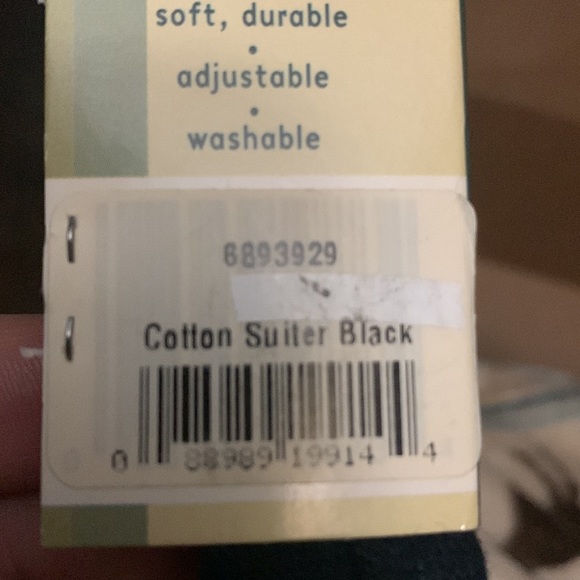 soft, durable
•
adjustable
•
washable
6893929
Cotton Suiter Black
0 88989 19914 4